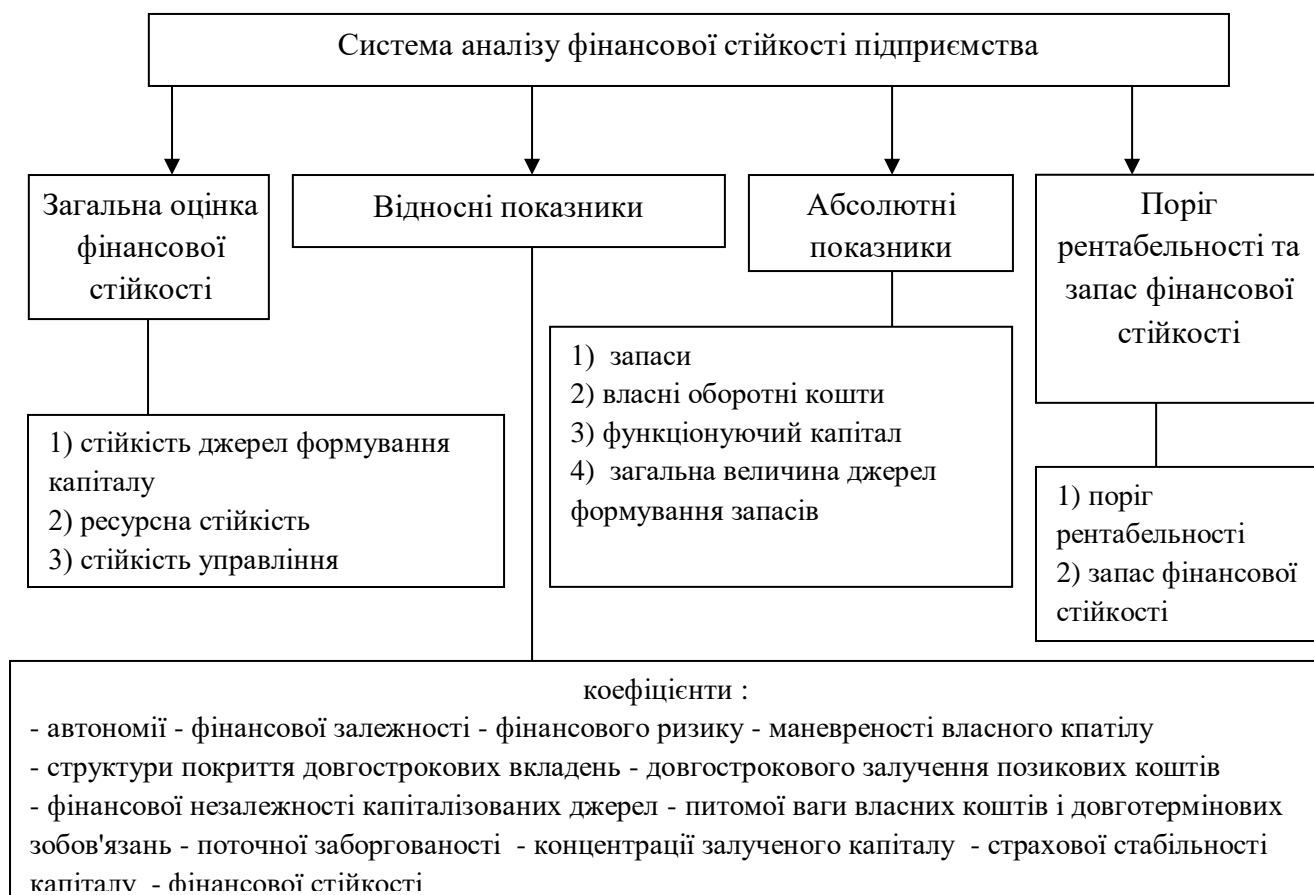 Система аналізу фінансової стійкості підприємства
Загальна оцінка
фінансової
стійкості
Відносні показники
Абсолютні
показники
Поріг
рентабельності та
запас фінансової
стійкості
1) стійкість джерел формування
капіталу
2) ресурсна стійкість
3) стійкість управління
1) запаси
2) власні оборотні кошти
3) функціонуючий капітал
4) загальна величина джерел
формування запасів
1) поріг
рентабельності
2) запас фінансової
стійкості
коефіцієнти :
- автономії - фінансової залежності - фінансового ризику - маневреності власного кпатілу
- структури покриття довгострокових вкладень - довгострокового залучення позикових коштів
- фінансової незалежності капіталізованих джерел - питомої ваги власних коштів і довготермінових
зобов'язань - поточної заборгованості - концентрації залученого капіталу - страхової стабільності
капіталу - фінансової стійкості